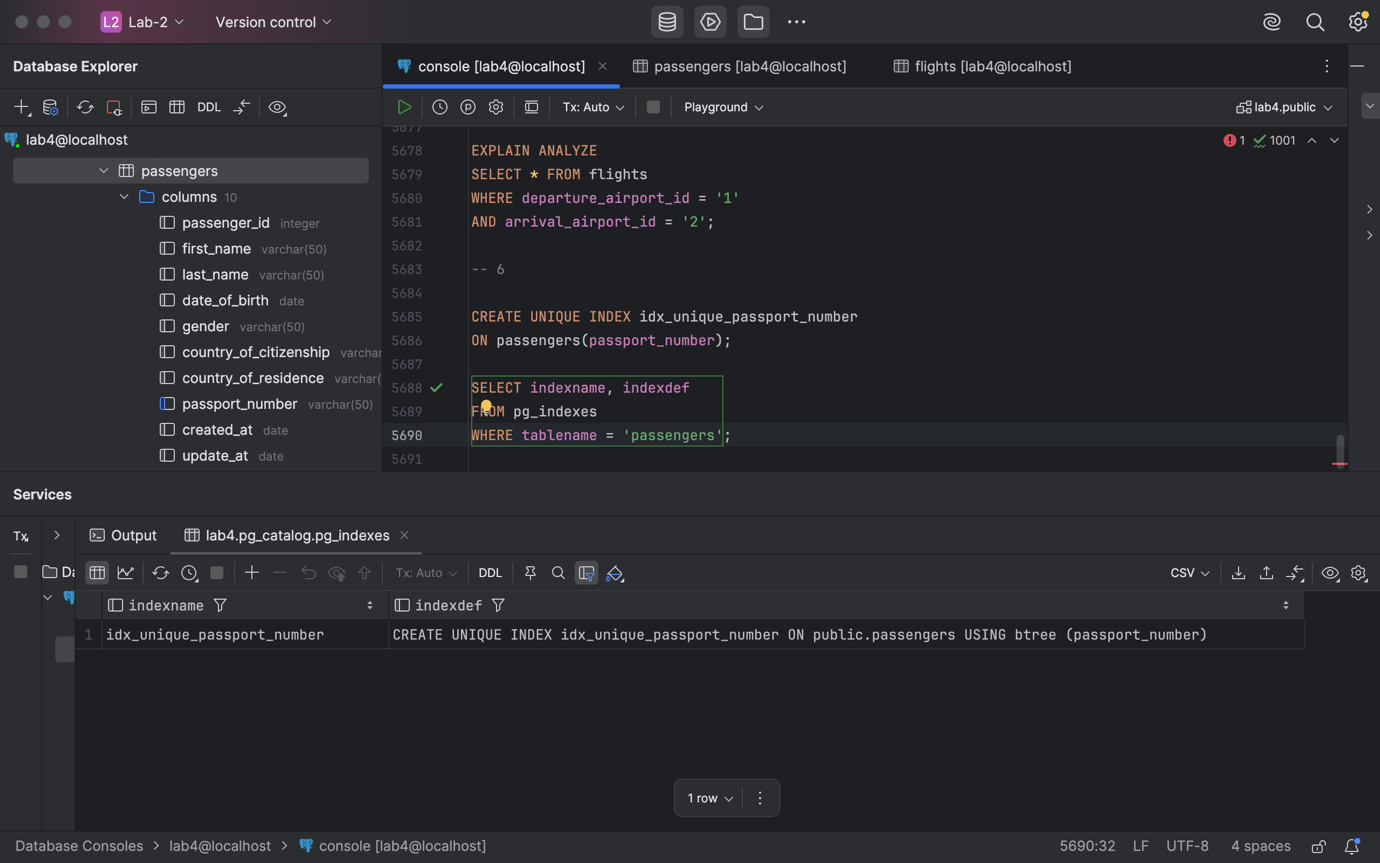 L2 Lab-2 Version control
Database Explorer
console [lab4@localhost] passengers [lab4@localhost] flights [lab4@localhost]
DDL
Tx: Auto Playground lab4.public
lab4@localhost
passengers
columns 10
passenger_id integer
first_name varchar(50)
last_name varchar(50)
date_of_birth date
gender varchar(50)
country_of_citizenship varchar
country_of_residence varchar(
passport_number varchar(50)
created_at date
update_at date
5677
1 1001
5678 EXPLAIN ANALYZE
5679 SELECT * FROM flights
5680 WHERE departure_airport_id = '1'
5681 AND arrival_airport_id = '2';
5682
5683 -- 6
5684
5685 CREATE UNIQUE INDEX idx_unique_passport_number
5686 ON passengers(passport_number);
5687
5688 SELECT indexname, indexdef
5689 FROM pg_indexes
5690 WHERE tablename = 'passengers';
5691
Services
Tx Output lab4.pg_catalog.pg_indexes
Da
Tx: Auto DDL CSV
indexname indexdef
1 idx_unique_passport_number CREATE UNIQUE INDEX idx_unique_passport_number ON public.passengers USING btree (passport_number)
1 row
Database Consoles > lab4@localhost > console [lab4@localhost] 5690:32 LF UTF-8 4 spaces